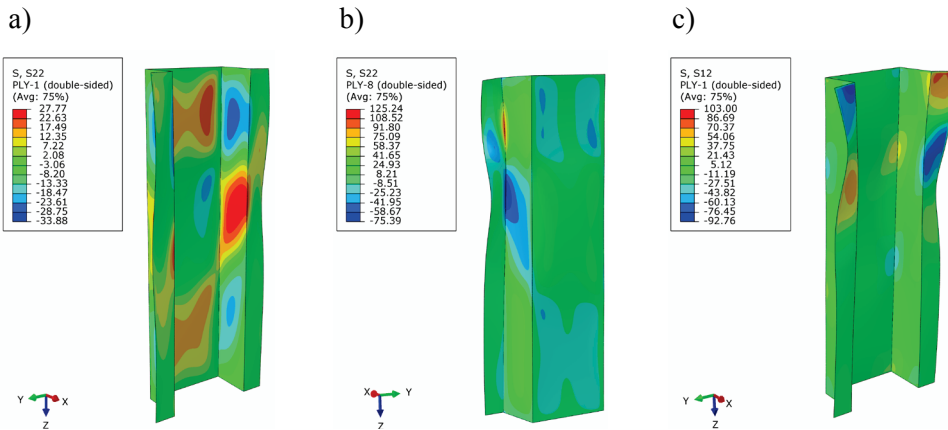 a)
S, S22
PLY-1 (double-sided)
(Avg: 75%)
27.77
22.63
17.49
12.35
7.22
2.08
-3.06
-8.20
-13.33
-18.47
-23.61
-28.75
-33.88
Y
X
Z
b)
S, S22
PLY-8 (double-sided)
(Avg: 75%)
125.24
108.52
91.80
75.09
58.37
41.65
24.93
8.21
-8.51
-25.23
-41.95
-58.67
-75.39
X
Y
Z
c)
S, S12
PLY-1 (double-sided)
(Avg: 75%)
103.00
86.69
70.37
54.06
37.75
21.43
5.12
-11.19
-27.51
-43.82
-60.13
-76.45
-92.76
Y
X
Z